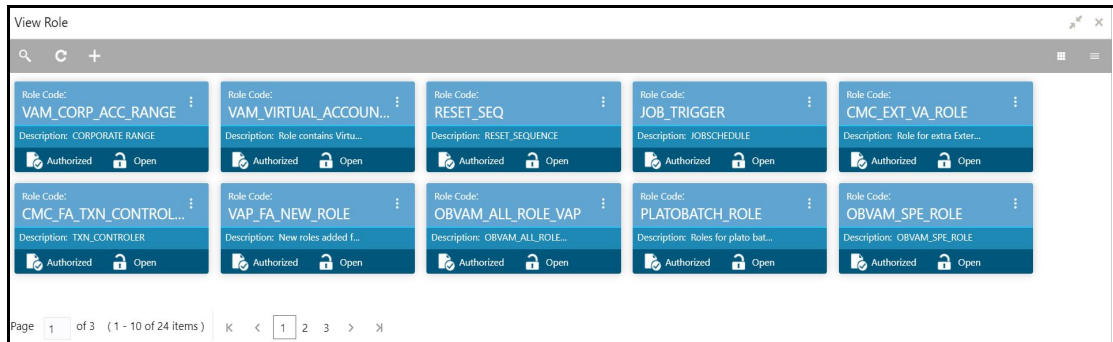 View Role
Role Code:
VAM_CORP_ACC_RANGE
Description: CORPORATE RANGE
Authorized Open
Role Code:
VAM_VIRTUAL_ACCOUN...
Description: Role contains Virtu...
Authorized Open
Role Code:
RESET_SEQ
Description: RESET_SEQUENCE
Authorized Open
Role Code:
JOB_TRIGGER
Description: JOBSCHEDULE
Authorized Open
Role Code:
CMC_EXT_VA_ROLE
Description: Role for extra Exter...
Authorized Open
Role Code:
CMC_FA_TXN_CONTROL...
Description: TXN_CONTROLER
Authorized Open
Role Code:
VAP_FA_NEW_ROLE
Description: New roles added f...
Authorized Open
Role Code:
OBVAM_ALL_ROLE_VAP
Description: OBVAM_ALL_ROLE...
Authorized Open
Role Code:
PLATOBATCH_ROLE
Description: Roles for plato bat...
Authorized Open
Role Code:
OBVAM_SPE_ROLE
Description: OBVAM_SPE_ROLE
Authorized Open
Page 1 of 3 ( 1 - 10 of 24 items ) 1 2 3